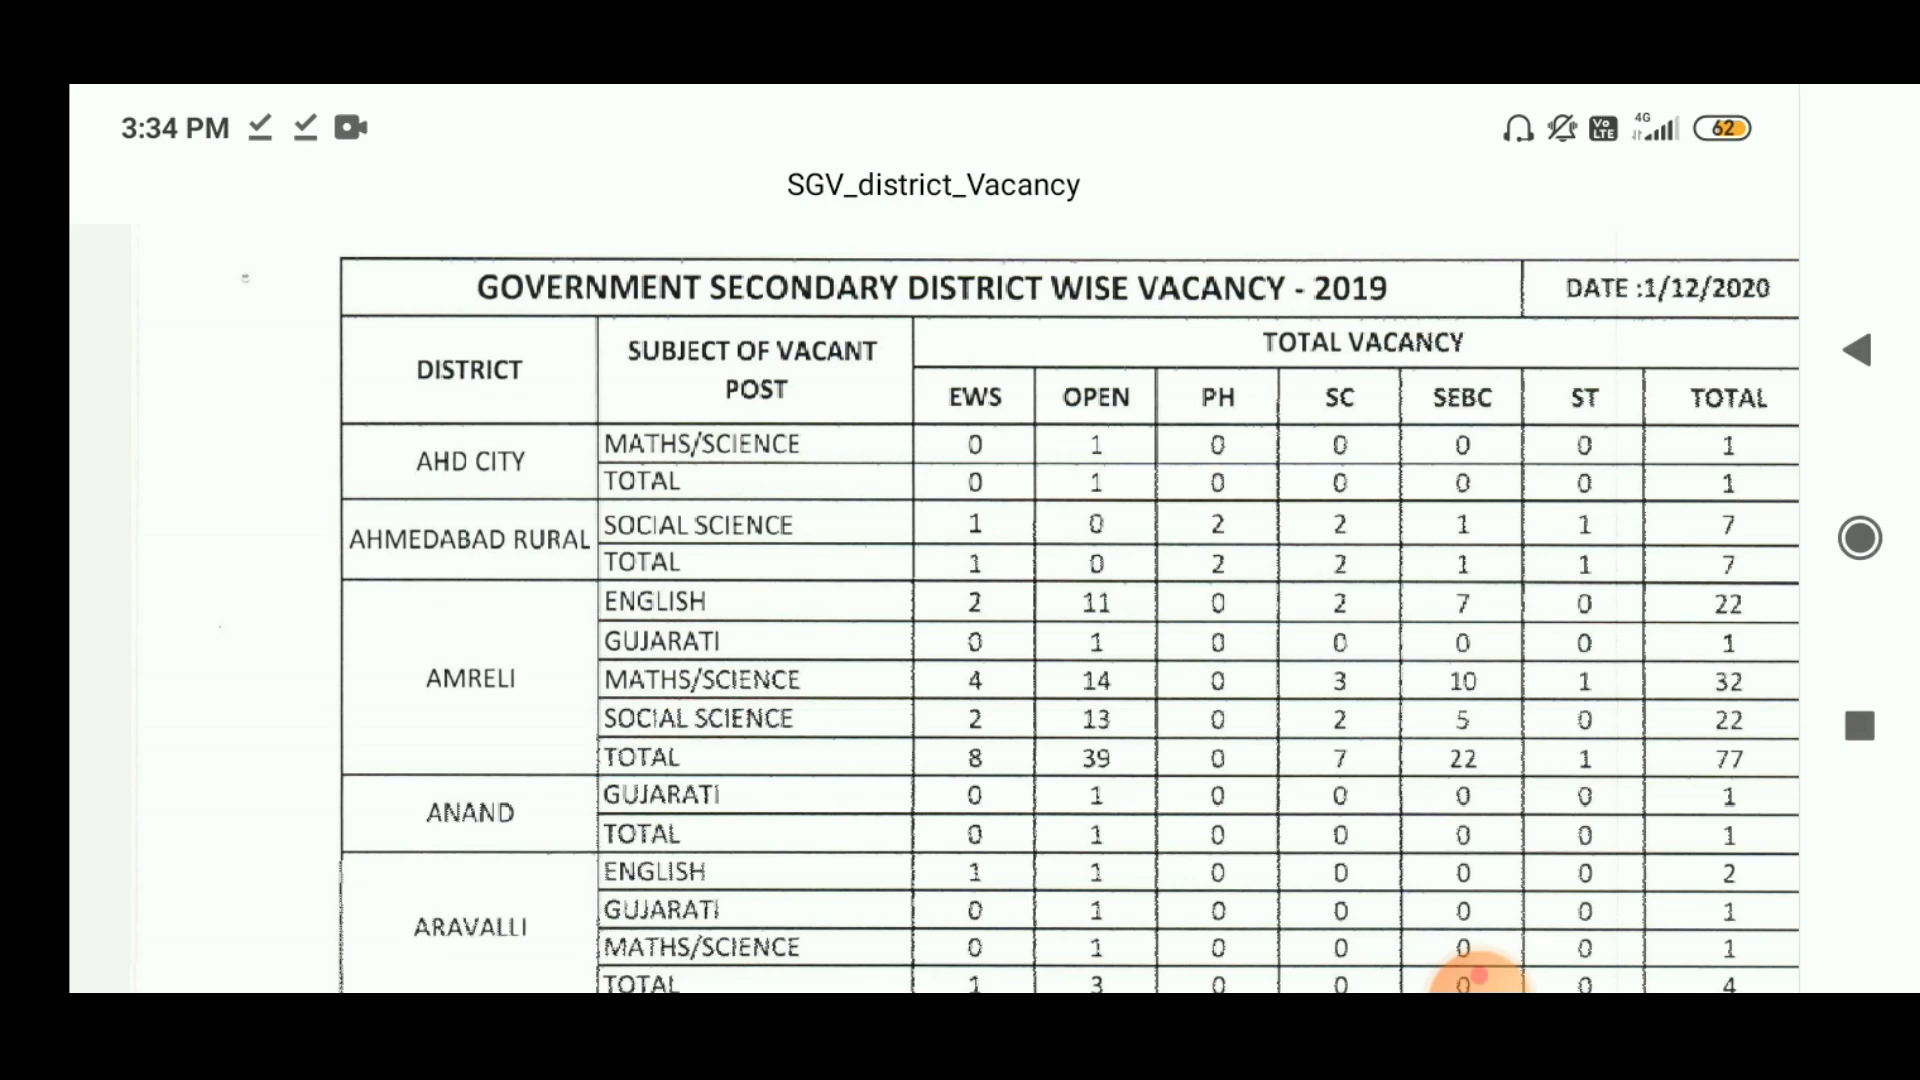 3:34 PM
Vo LTE 4G 62
SGV_district_Vacancy
GOVERNMENT SECONDARY DISTRICT WISE VACANCY - 2019 DATE :1/12/2020
DISTRICT SUBJECT OF VACANT POST TOTAL VACANCY
EWS OPEN PH SC SEBC ST TOTAL
AHD CITY MATHS/SCIENCE 0 1 0 0 0 0 1
TOTAL 0 1 0 0 0 0 1
AHMEDABAD RURAL SOCIAL SCIENCE 1 0 2 2 1 1 7
TOTAL 1 0 2 2 1 1 7
AMRELI ENGLISH 2 11 0 2 7 0 22
GUJARATI 0 1 0 0 0 0 1
MATHS/SCIENCE 4 14 0 3 10 1 32
SOCIAL SCIENCE 2 13 0 2 5 0 22
TOTAL 8 39 0 7 22 1 77
ANAND GUJARATI 0 1 0 0 0 0 1
TOTAL 0 1 0 0 0 0 1
ARAVALLI ENGLISH 1 1 0 0 0 0 2
GUJARATI 0 1 0 0 0 0 1
MATHS/SCIENCE 0 1 0 0 0 0 1
TOTAL 1 3 0 0 0 0 4